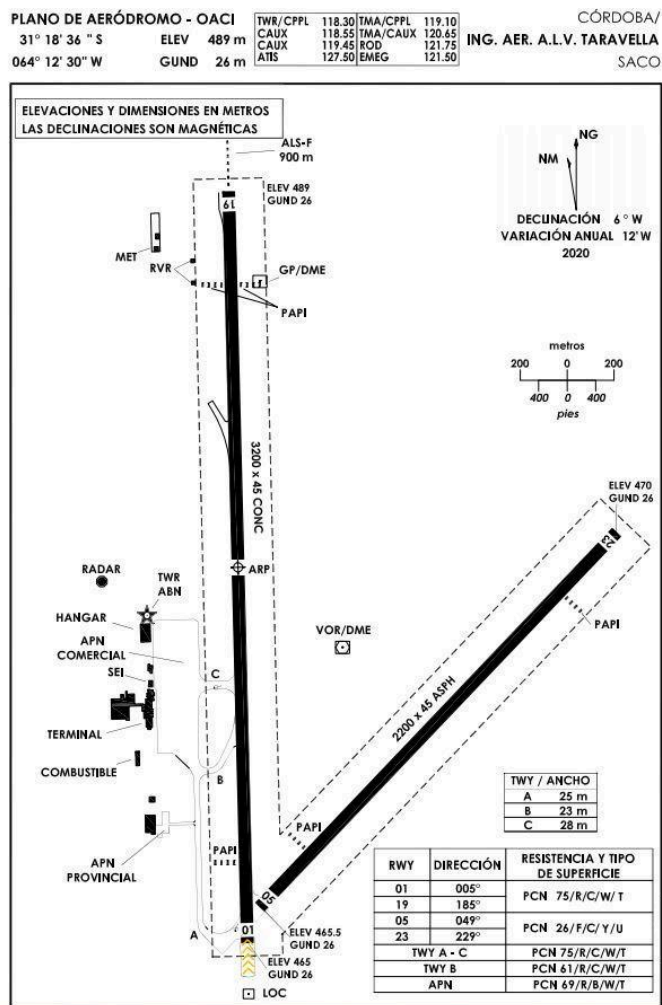 PLANO DE AERÓDROMO - OACI
31° 18' 36 " S ELEV 489 m
064° 12' 30" W GUND 26 m
TWR/CPPL 118.30 TMA/CPPL 119.10
CAUX 118.55 TMA/CAUX 120.65
CAUX 119.45 ROD 121.75
ATIS 127.50 EMEG 121.50
CÓRDOBA/
ING. AER. A.L.V. TARAVELLA
SACO
ELEVACIONES Y DIMENSIONES EN METROS
LAS DECLINACIONES SON MAGNÉTICAS
ALS-F
900 m
NG
NM
DECLINACIÓN 6° W
VARIACIÓN ANUAL 12' W
2020
ELEV 489
GUND 26
19
MET
RVR
GP/DME
PAPI
metros
200 0 200
400 0 400
pies
3200 x 45 CONC
ELEV 470
GUND 26
23
ARP
RADAR
TWR
ABN
HANGAR
APN
COMERCIAL
SEI
C
VOR/DME
PAPI
2200 x 45 ASPH
TERMINAL
COMBUSTIBLE
B
TWY / ANCHO
A 25 m
B 23 m
C 28 m
PAPI
PAPI
APN
PROVINCIAL
05
A
01
ELEV 465.5
GUND 26
ELEV 465
GUND 26
LOC
RWY DIRECCIÓN RESISTENCIA Y TIPO
DE SUPERFICIE
01 005° PCN 75/R/C/W/T
19 185°
05 049° PCN 26/F/C/Y/U
23 229°
TWY A - C PCN 75/R/C/W/T
TWY B PCN 61/R/C/W/T
APN PCN 69/R/B/W/T